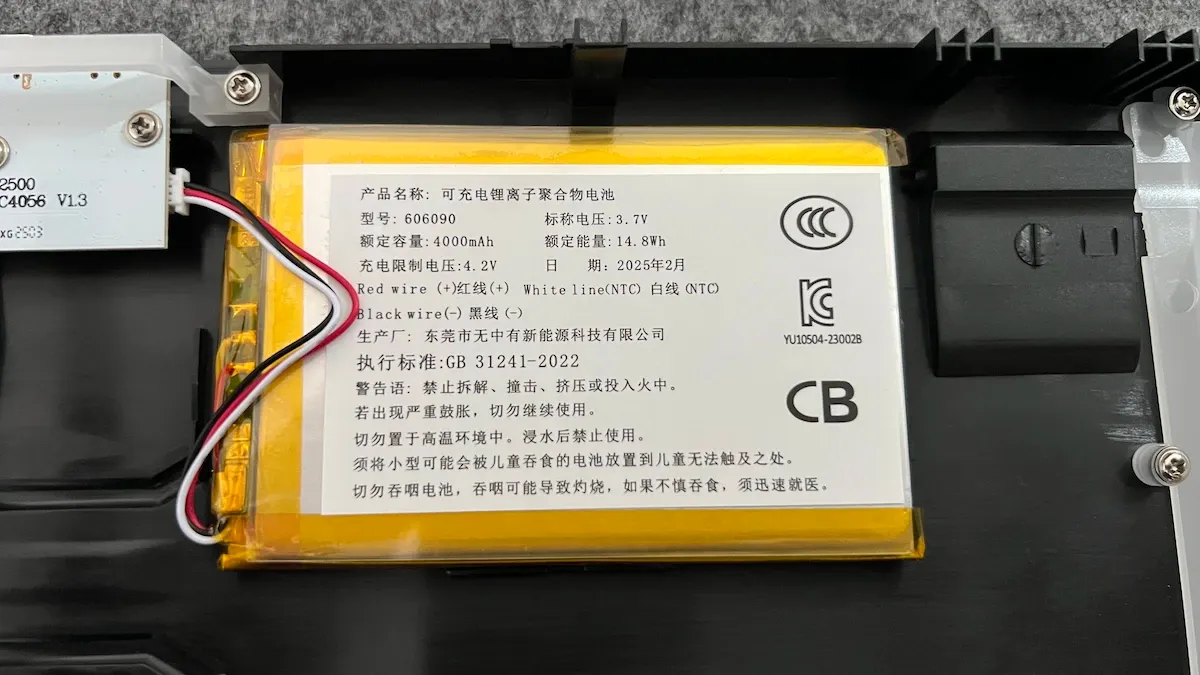 2500
C4056 V1.3
XG2503
产品名称: 可充电锂离子聚合物电池
型号: 606090 标称电压:3.7V
额定容量:4000mAh 额定能量:14.8Wh
充电限制电压:4.2V 日 期: 2025年2月
Red wire (+)红线(+) White line(NTC) 白线(NTC)
Black wire(-) 黑线(-)
生产厂: 东莞市无中有新能源科技有限公司
执行标准:GB 31241-2022
警告语: 禁止拆解、撞击、挤压或投入火中。
若出现严重鼓胀,切勿继续使用。
切勿置于高温环境中。浸水后禁止使用。
须将小型可能会被儿童吞食的电池放置到儿童无法触及之处。
切勿吞咽电池,吞咽可能导致灼烧,如果不慎吞食,须迅速就医。
CCC
KC
YU10504-23002B
CB